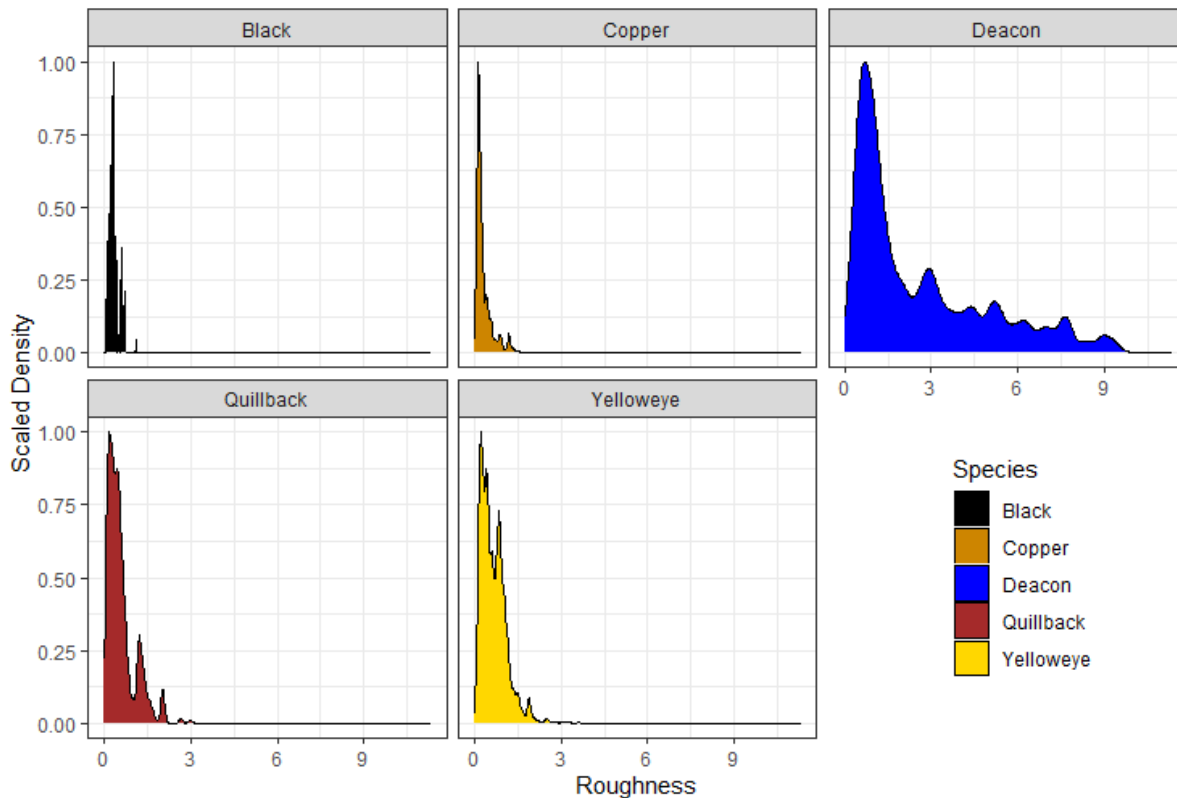 Black
Copper
Deacon
1.00
0.75
0.50
0.25
0.00
0 3 6 9
Quillback
Yelloweye
1.00
0.75
0.50
0.25
0.00
0 3 6 9
0 3 6 9
Scaled Density
Roughness
Species
Black
Copper
Deacon
Quillback
Yelloweye